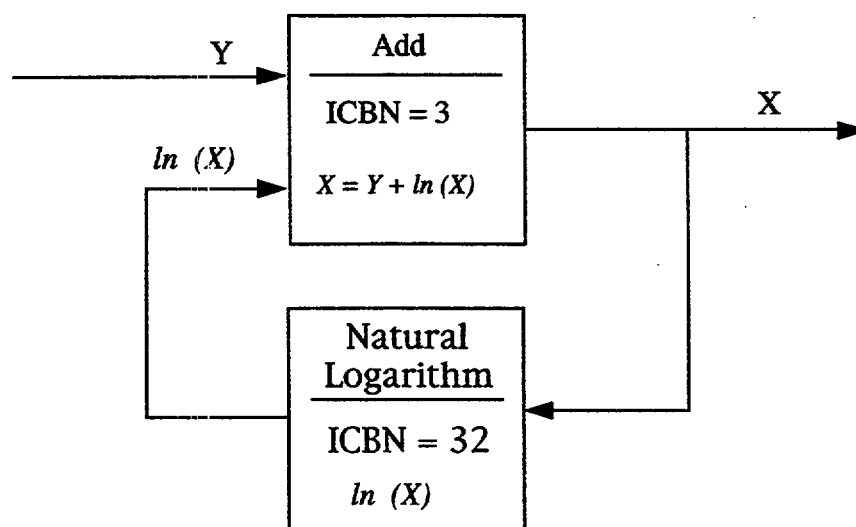 Y
Add
ICBN = 3
X
ln (X)
X = Y + ln (X)
Natural
Logarithm
ICBN = 32
ln (X)